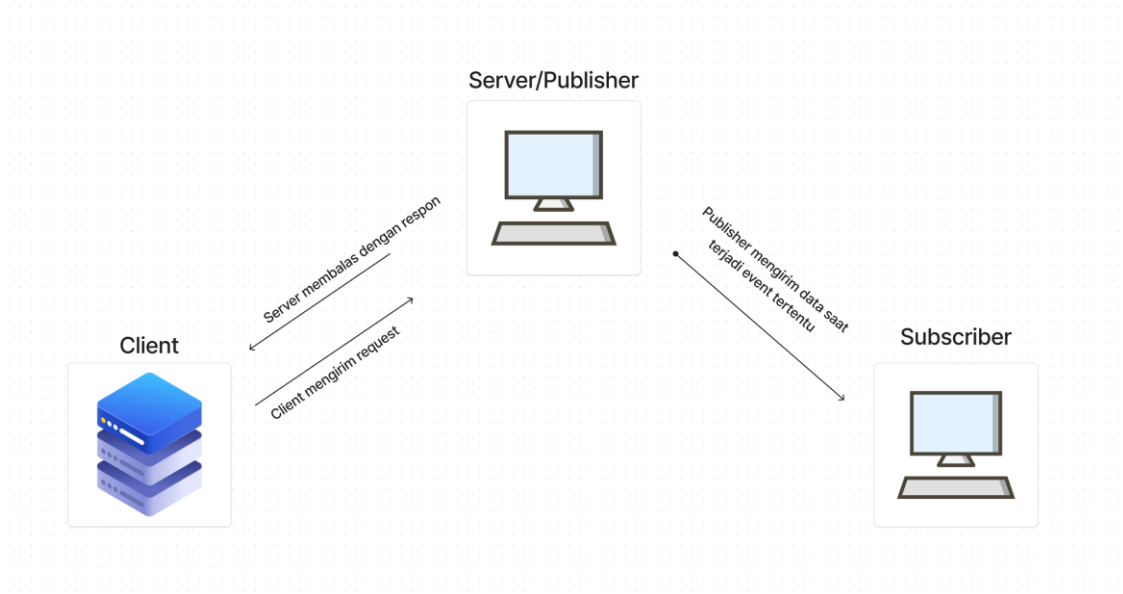 Server/Publisher
Server membalas dengan respon
Client mengirim request
Publisher mengirim data saat
terjadi event tertentu
Client
Subscriber